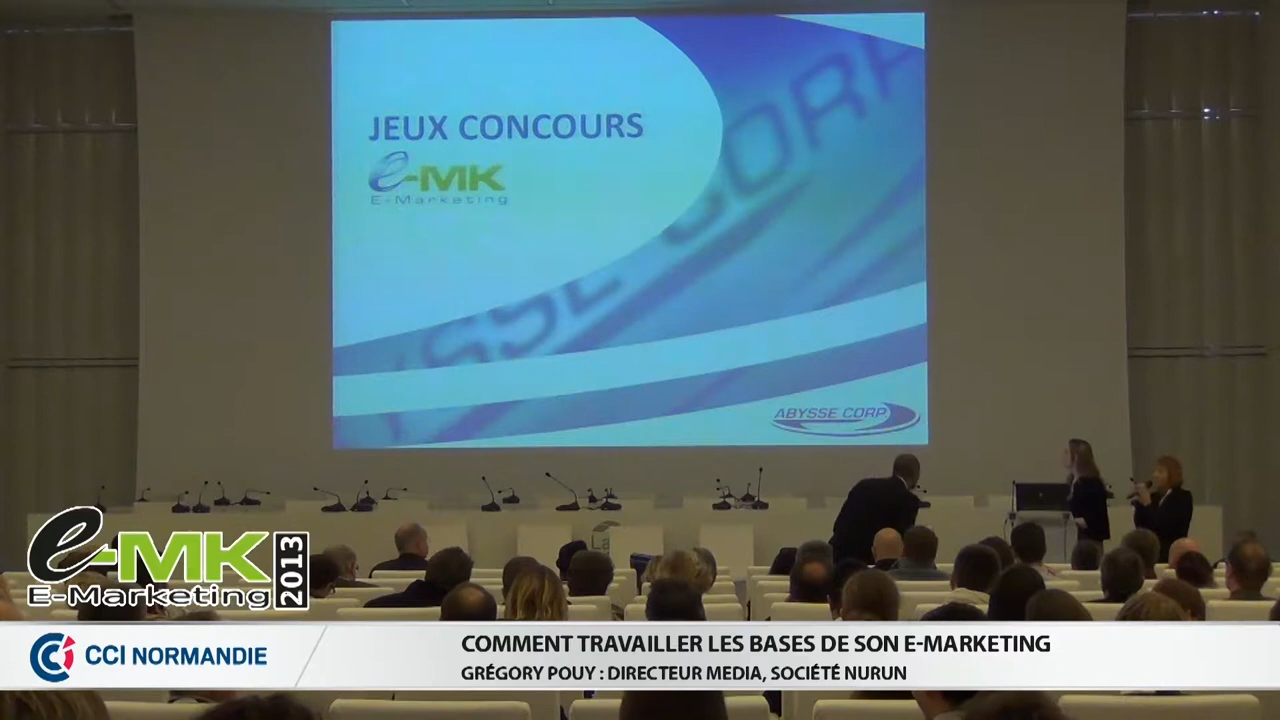 JEUX CONCOURS
e-MK
E-Marketing
ABYSSE CORP
e-MK
E-Marketing
2013
CCI NORMANDIE
COMMENT TRAVAILLER LES BASES DE SON E-MARKETING
GRÉGORY POUY : DIRECTEUR MEDIA, SOCIÉTÉ NURUN